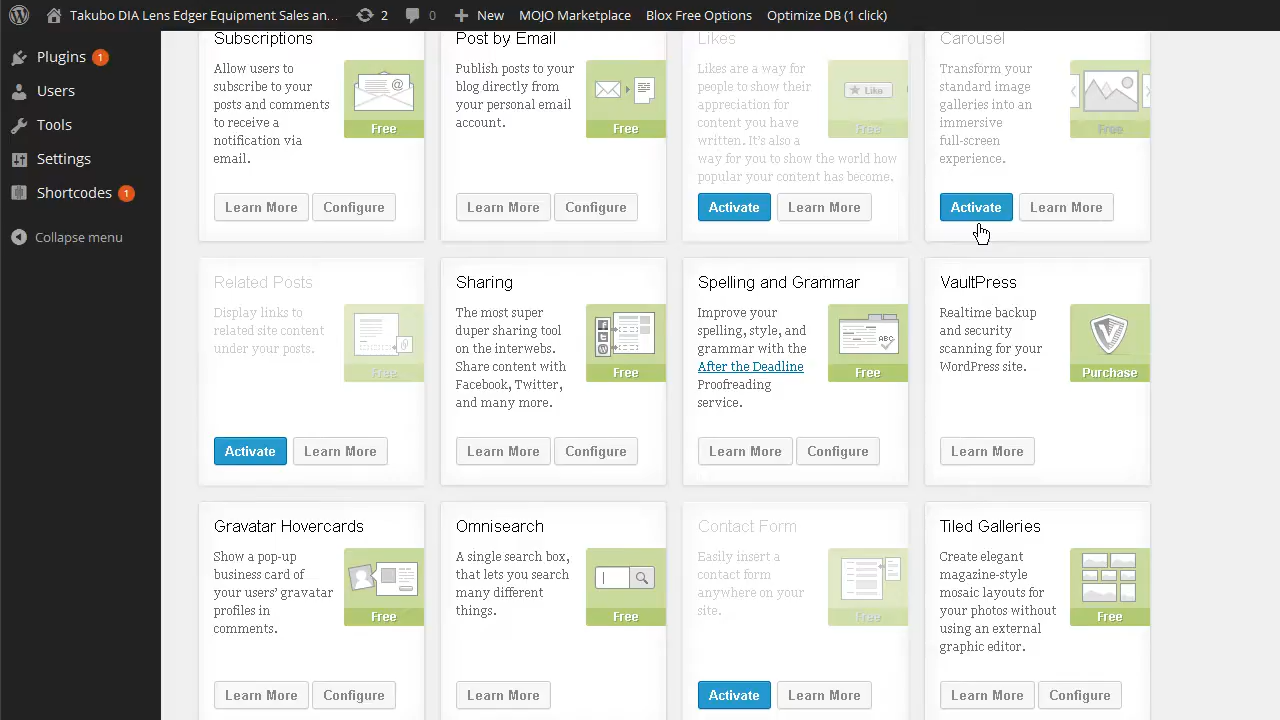 Takubo DIA Lens Edger Equipment Sales an... 2 0 New MOJO Marketplace Blox Free Options Optimize DB (1 click)
Plugins 1
Users
Tools
Settings
Shortcodes 1
Collapse menu
Subscriptions
Allow users to
subscribe to your
posts and comments
to receive a
notification via
email.
Free
Learn More Configure
Post by Email
Publish posts to your
blog directly from
your personal email
account.
Free
Learn More Configure
Likes
Likes are a way for
people to show their
appreciation for
content you have
written. It's also a
way for you to show the world how
popular your content has become.
Like
Free
Activate Learn More
Carousel
Transform your
standard image
galleries into an
immersive
full-screen
experience.
Free
Activate Learn More
Related Posts
Display links to
related site content
under your posts.
Free
Activate Learn More
Sharing
The most super
duper sharing tool
on the interwebs.
Share content with
Facebook, Twitter,
and many more.
Free
Learn More Configure
Spelling and Grammar
Improve your
spelling, style, and
grammar with the
After the Deadline
Proofreading
service.
ABC
Free
Learn More Configure
VaultPress
Realtime backup
and security
scanning for your
WordPress site.
Purchase
Learn More
Gravatar Hovercards
Show a pop-up
business card of
your users' gravatar
profiles in
comments.
Free
Learn More Configure
Omnisearch
A single search box,
that lets you search
many different
things.
Free
Learn More
Contact Form
Easily insert a
contact form
anywhere on your
site.
Free
Activate Learn More
Tiled Galleries
Create elegant
magazine-style
mosaic layouts for
your photos without
using an external
graphic editor.
Free
Learn More Configure